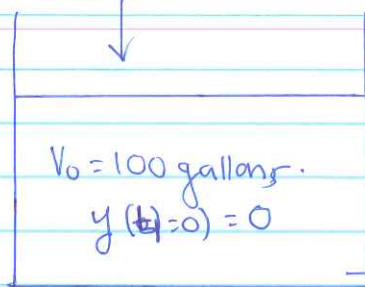 V₀ = 100 gallons.
y (t=0) = 0